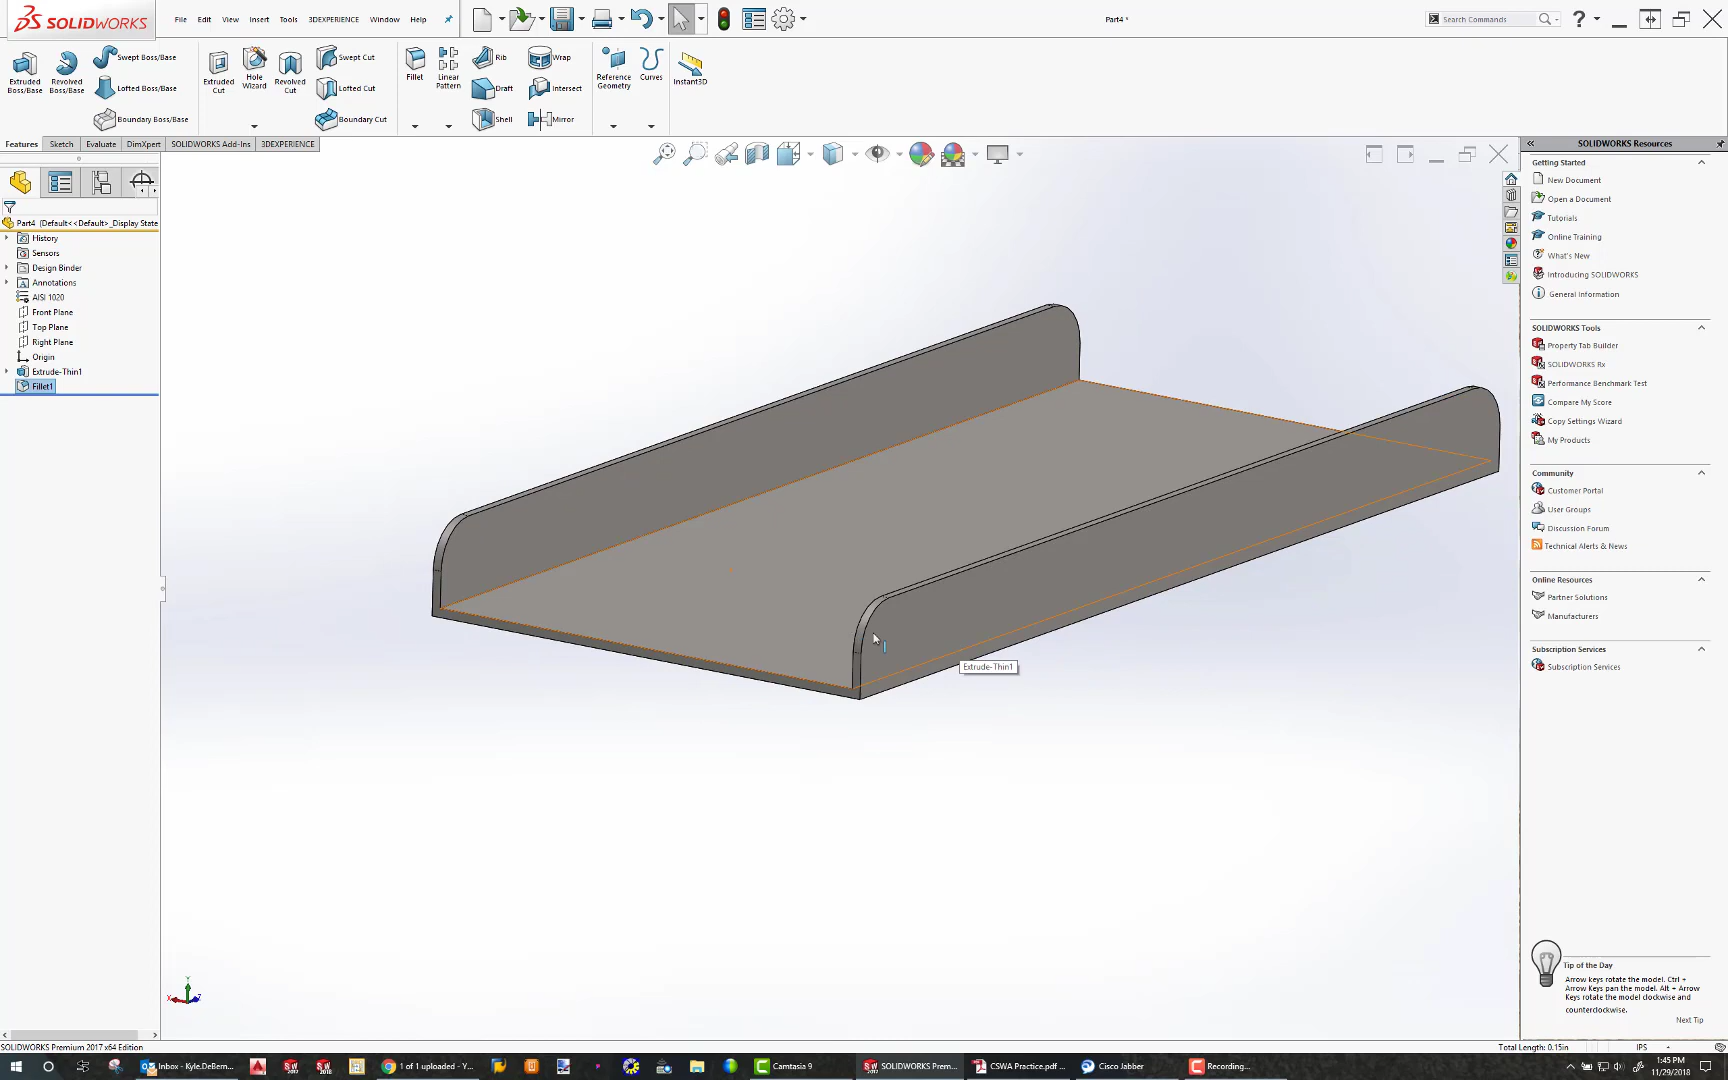 SOLIDWORKS
File Edit View Insert Tools 3DEXPERIENCE Window Help
Part4 *
Search Commands
Extruded Boss/Base
Revolved Boss/Base
Swept Boss/Base
Lofted Boss/Base
Boundary Boss/Base
Extruded Cut
Hole Wizard
Revolved Cut
Swept Cut
Lofted Cut
Boundary Cut
Fillet
Linear Pattern
Rib
Draft
Shell
Wrap
Intersect
Mirror
Reference Geometry
Curves
Instant3D
Features Sketch Evaluate DimXpert SOLIDWORKS Add-Ins 3DEXPERIENCE
Part4 (Default<<Default>_Display State
History
Sensors
Design Binder
Annotations
AISI 1020
Front Plane
Top Plane
Right Plane
Origin
Extrude-Thin1
Fillet1
Extrude-Thin1
SOLIDWORKS Resources
Getting Started
New Document
Open a Document
Tutorials
Online Training
What's New
Introducing SOLIDWORKS
General Information
SOLIDWORKS Tools
Property Tab Builder
SOLIDWORKS Rx
Performance Benchmark Test
Compare My Score
Copy Settings Wizard
My Products
Community
Customer Portal
User Groups
Discussion Forum
Technical Alerts & News
Online Resources
Partner Solutions
Manufacturers
Subscription Services
Subscription Services
Tip of the Day
Arrow keys rotate the model. Ctrl +
Arrow Keys pan the model. Alt + Arrow
Keys rotate the model clockwise and
counterclockwise.
Next Tip
SOLIDWORKS Premium 2017 x64 Edition
Total Length: 0.15in
IPS
Inbox - Kyle.DeBern...
1 of 1 uploaded - Y...
Camtasia 9
SOLIDWORKS Prem...
CSWA Practice.pdf ...
Cisco Jabber
Recording...
1:45 PM
11/29/2018